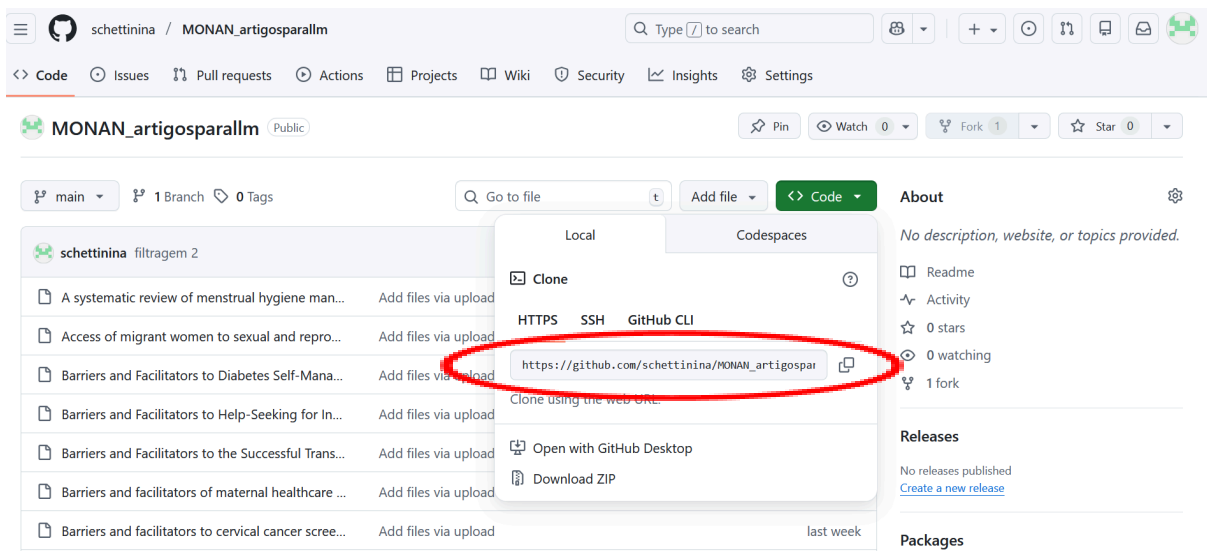 schettinina / MONAN_artigosparallm
Type / to search
Code Issues Pull requests Actions Projects Wiki Security Insights Settings
MONAN_artigosparallm Public
Pin Watch 0 Fork 1 Star 0
main 1 Branch 0 Tags
Go to file t Add file Code
schettinina filtragem 2
A systematic review of menstrual hygiene man... Add files via upload
Access of migrant women to sexual and repro... Add files via upload
Barriers and Facilitators to Diabetes Self-Mana... Add files via upload
Barriers and Facilitators to Help-Seeking for In... Add files via upload
Barriers and Facilitators to the Successful Trans... Add files via upload
Barriers and facilitators of maternal healthcare ... Add files via upload
Barriers and facilitators to cervical cancer scree... Add files via upload last week
Local Codespaces
Clone
HTTPS SSH GitHub CLI
https://github.com/schettinina/MONAN_artigospar
Clone using the web URL.
Open with GitHub Desktop
Download ZIP
About
No description, website, or topics provided.
Readme
Activity
0 stars
0 watching
1 fork
Releases
No releases published
Create a new release
Packages